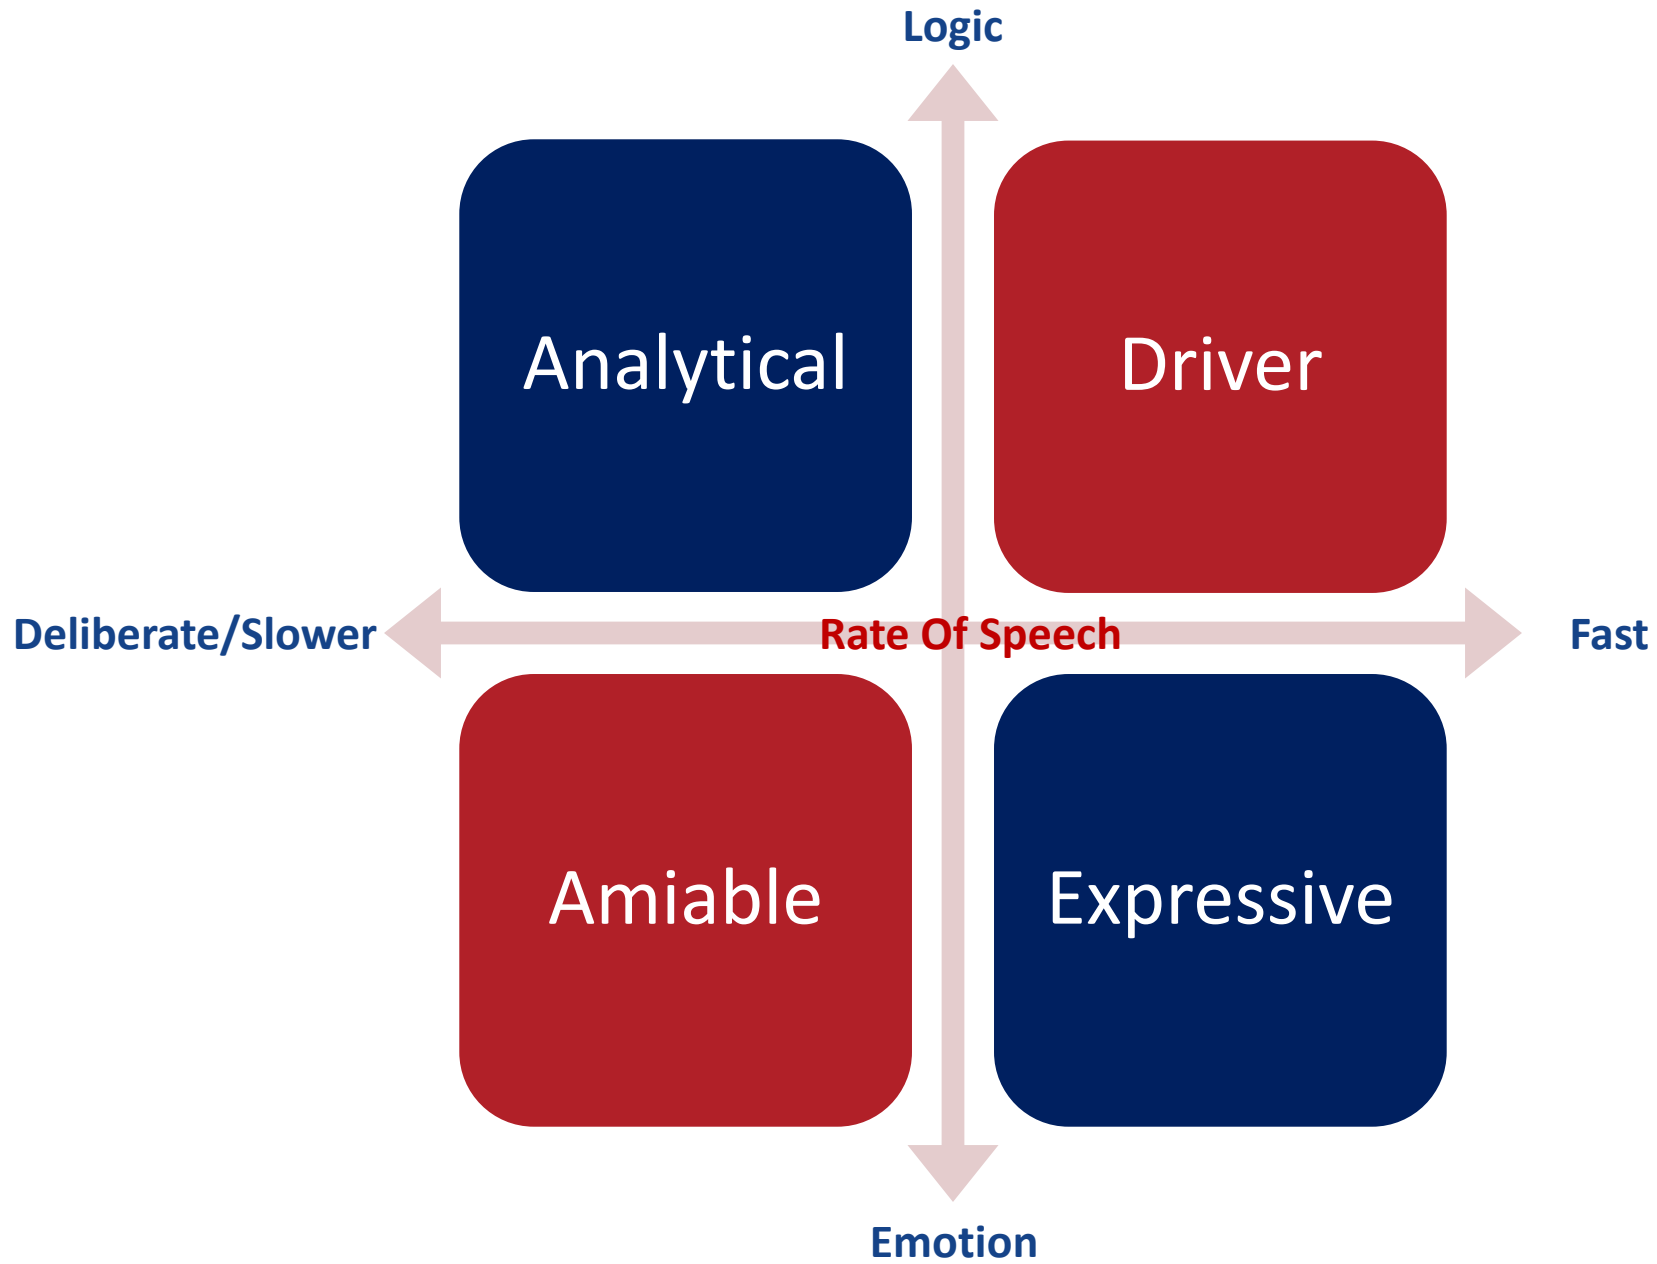 Logic
Analytical
Driver
Deliberate/Slower
Rate Of Speech
Fast
Amiable
Expressive
Emotion